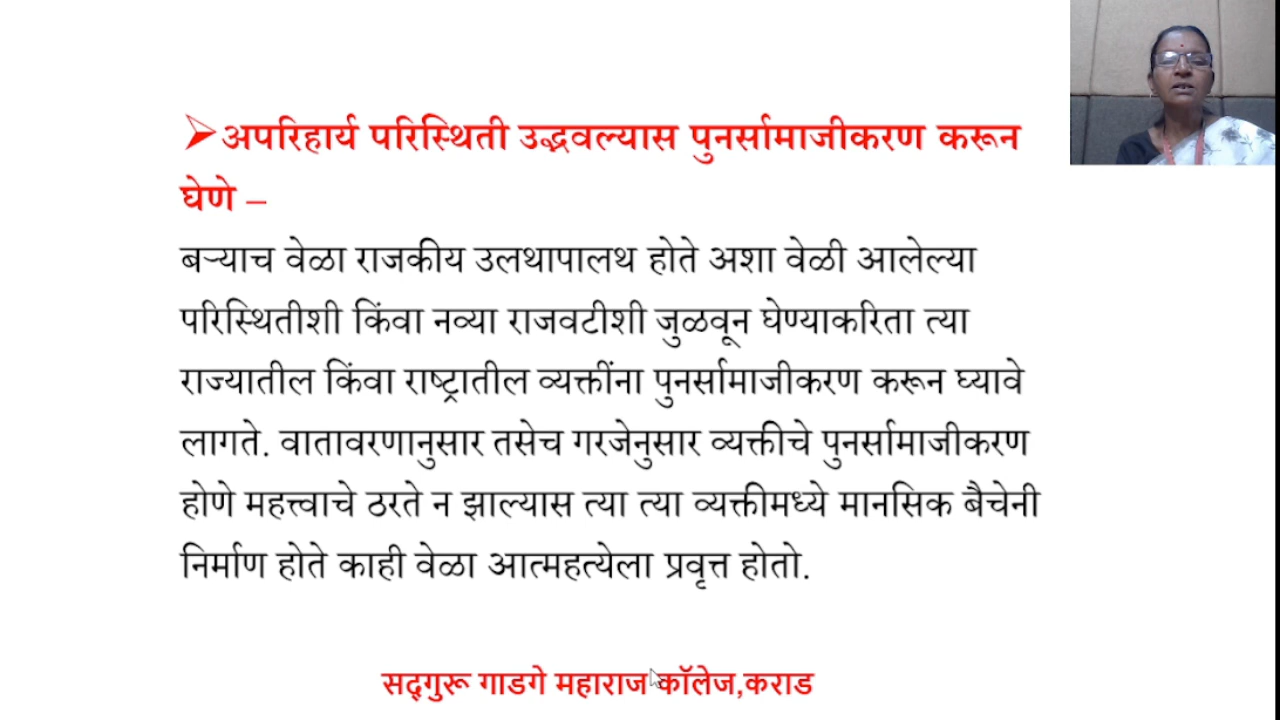 ➢अपरिहार्य परिस्थिती उद्भवल्यास पुनर्सामाजीकरण करून
घेणे –
बऱ्याच वेळा राजकीय उलथापालथ होते अशा वेळी आलेल्या
परिस्थितीशी किंवा नव्या राजवटीशी जुळवून घेण्याकरिता त्या
राज्यातील किंवा राष्ट्रातील व्यक्तींना पुनर्सामाजीकरण करून घ्यावे
लागते. वातावरणानुसार तसेच गरजेनुसार व्यक्तीचे पुनर्सामाजीकरण
होणे महत्त्वाचे ठरते न झाल्यास त्या त्या व्यक्तीमध्ये मानसिक बैचेनी
निर्माण होते काही वेळा आत्महत्येला प्रवृत्त होतो.
सद्‌गुरू गाडगे महाराज कॉलेज,कराड